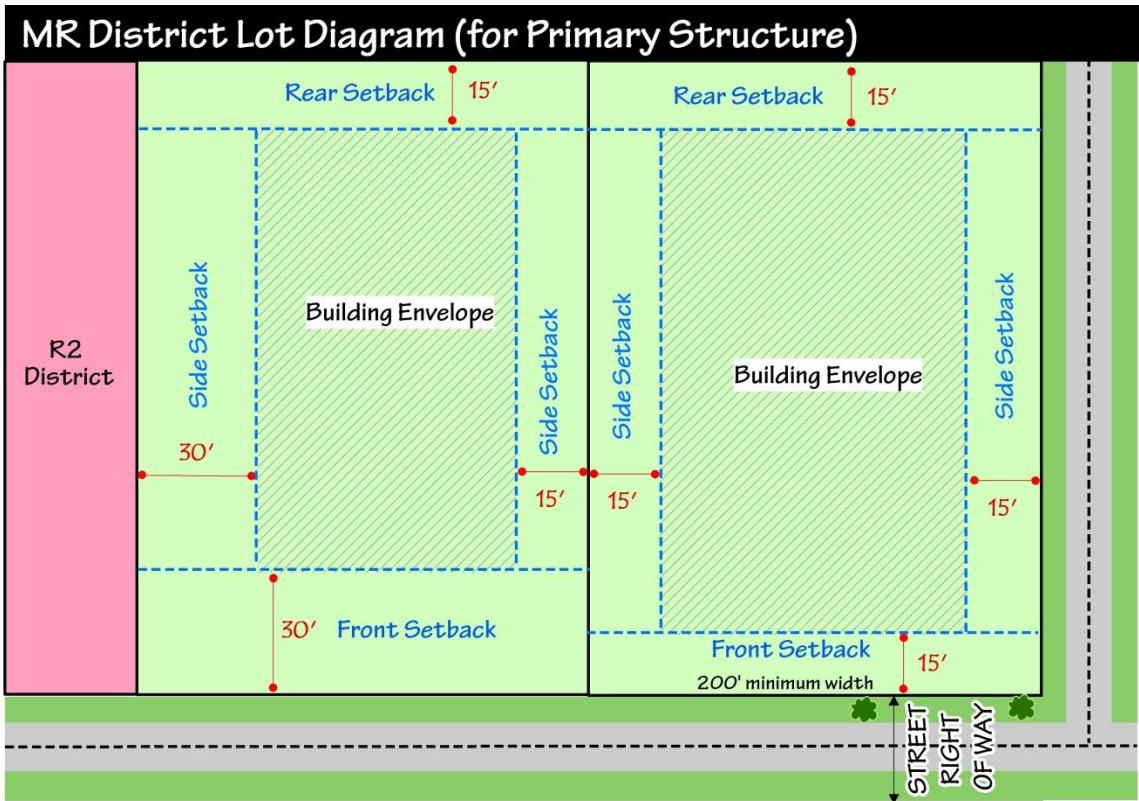 MR District Lot Diagram (for Primary Structure)
Rear Setback
15'
Rear Setback
15'
R2
District
Side Setback
30'
Building Envelope
Side Setback
15'
Side Setback
15'
Building Envelope
Side Setback
15'
30'
Front Setback
Front Setback
15'
200' minimum width
STREET
RIGHT
OF WAY